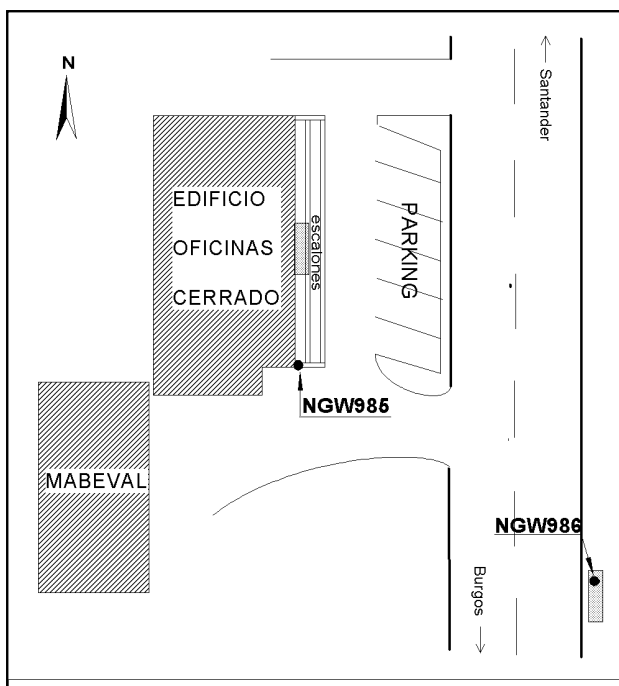 N
Santander
EDIFICIO
OFICINAS
CERRADO
escalones
PARKING
NGW985
MABEVAL
NGW986
Burgos